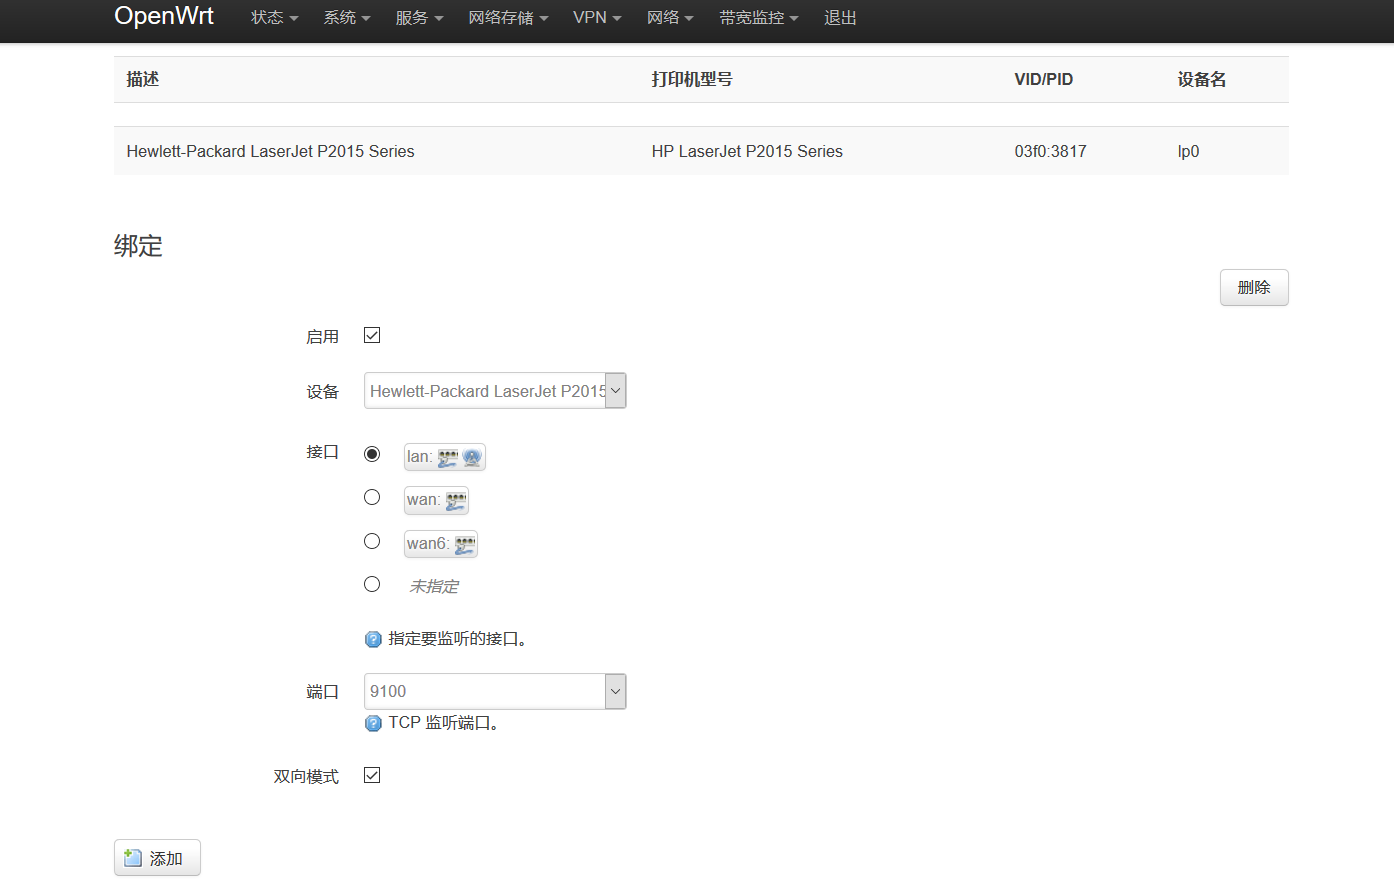 OpenWrt 状态 系统 服务 网络存储 VPN 网络 带宽监控 退出
描述 打印机型号 VID/PID 设备名
Hewlett-Packard LaserJet P2015 Series HP LaserJet P2015 Series 03f0:3817 lp0
绑定
删除
启用
设备 Hewlett-Packard LaserJet P2015
接口 lan:
wan:
wan6:
未指定
指定要监听的接口。
端口 9100
TCP 监听端口。
双向模式
添加